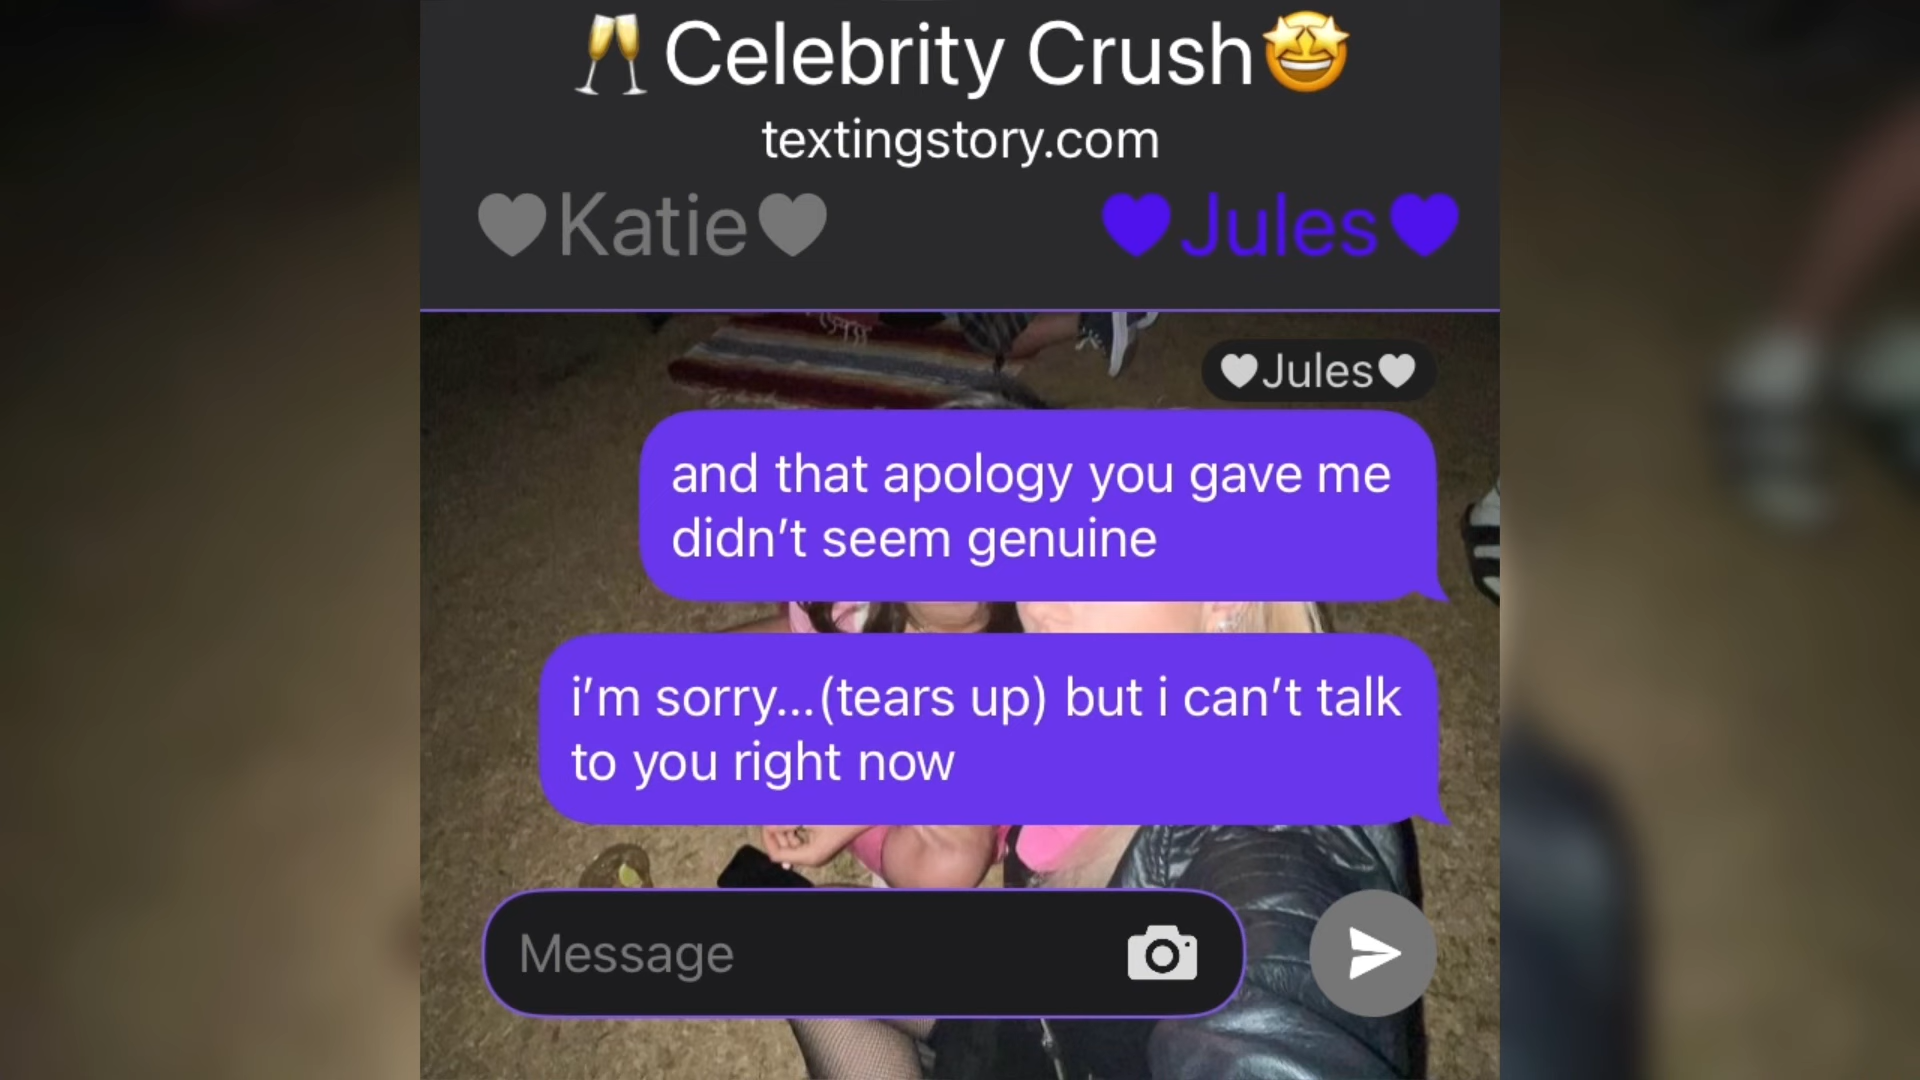 🥂Celebrity Crush🤩
textingstory.com
🖤Katie🖤 💜Jules💜
🤍Jules🤍
and that apology you gave me
didn’t seem genuine
i’m sorry...(tears up) but i can’t talk
to you right now
Message